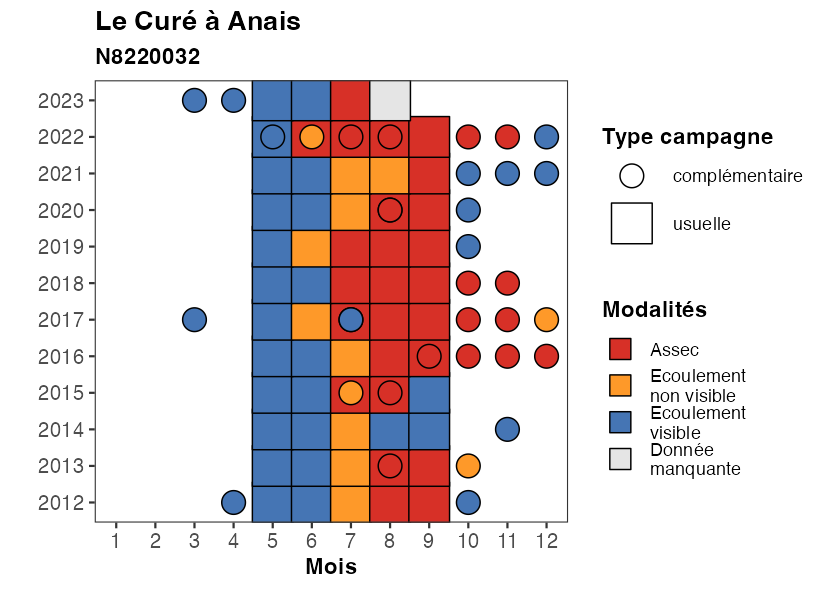 Le Curé à Anais
N8220032
2023
2022
2021
2020
2019
2018
2017
2016
2015
2014
2013
2012
1 2 3 4 5 6 7 8 9 10 11 12
Mois
Type campagne
complémentaire
usuelle
Modalités
Assec
Ecoulement
non visible
Ecoulement
visible
Donnée
manquante